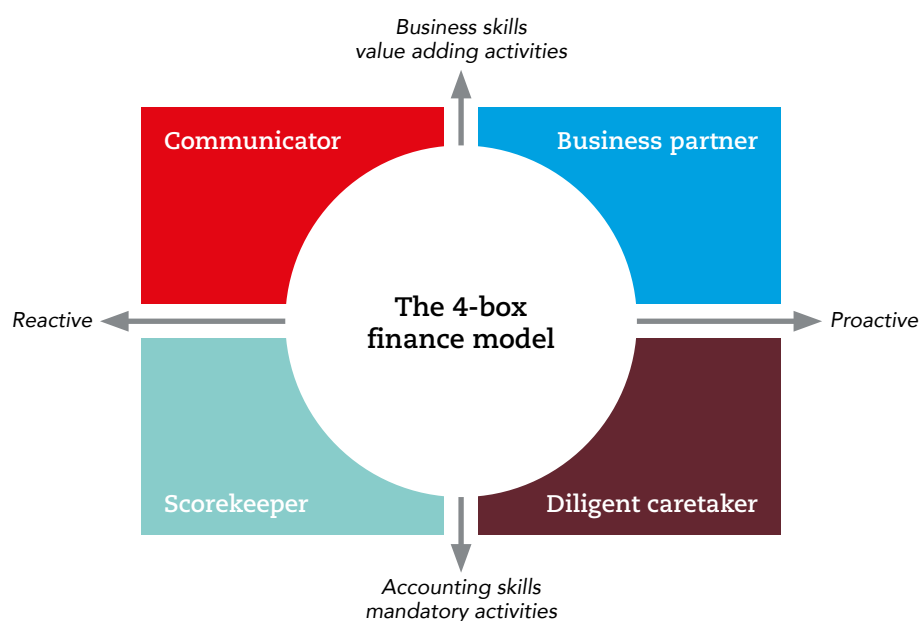 Business skills
value adding activities
Communicator
Business partner
The 4-box
finance model
Reactive
Proactive
Scorekeeper
Diligent caretaker
Accounting skills
mandatory activities